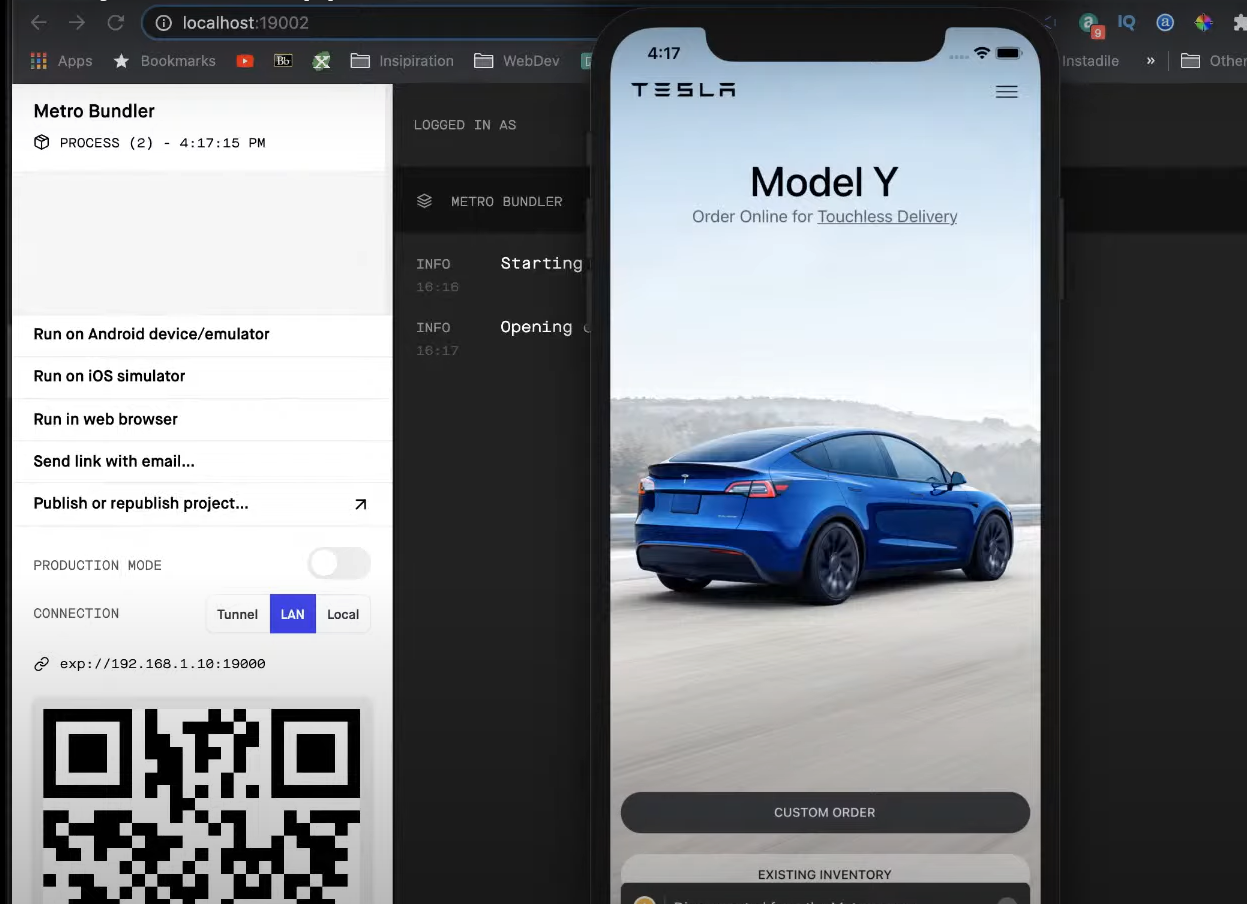 localhost:19002
9
IQ
a
Apps
Bookmarks
Bb
Insipiration
WebDev
Instadile
»
Other
Metro Bundler
PROCESS (2) - 4:17:15 PM
Run on Android device/emulator
Run on iOS simulator
Run in web browser
Send link with email...
Publish or republish project...
PRODUCTION MODE
CONNECTION
Tunnel LAN Local
exp://192.168.1.10:19000
LOGGED IN AS
METRO BUNDLER
INFO Starting
16:16
INFO Opening
16:17
4:17
TESLA
Model Y
Order Online for Touchless Delivery
CUSTOM ORDER
EXISTING INVENTORY